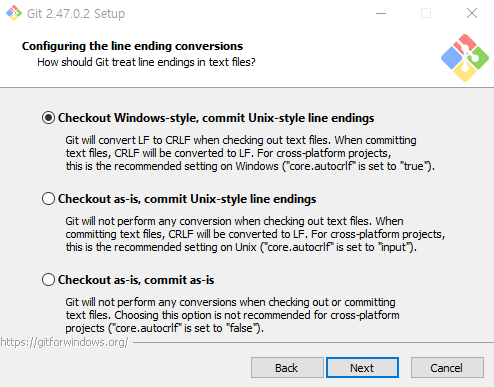 Git 2.47.0.2 Setup
Configuring the line ending conversions
How should Git treat line endings in text files?
Checkout Windows-style, commit Unix-style line endings
Git will convert LF to CRLF when checking out text files. When committing
text files, CRLF will be converted to LF. For cross-platform projects,
this is the recommended setting on Windows ("core.autocrlf" is set to "true").
Checkout as-is, commit Unix-style line endings
Git will not perform any conversion when checking out text files. When
committing text files, CRLF will be converted to LF. For cross-platform projects,
this is the recommended setting on Unix ("core.autocrlf" is set to "input").
Checkout as-is, commit as-is
Git will not perform any conversions when checking out or committing
text files. Choosing this option is not recommended for cross-platform
projects ("core.autocrlf" is set to "false").
https://gitforwindows.org/
Back Next Cancel